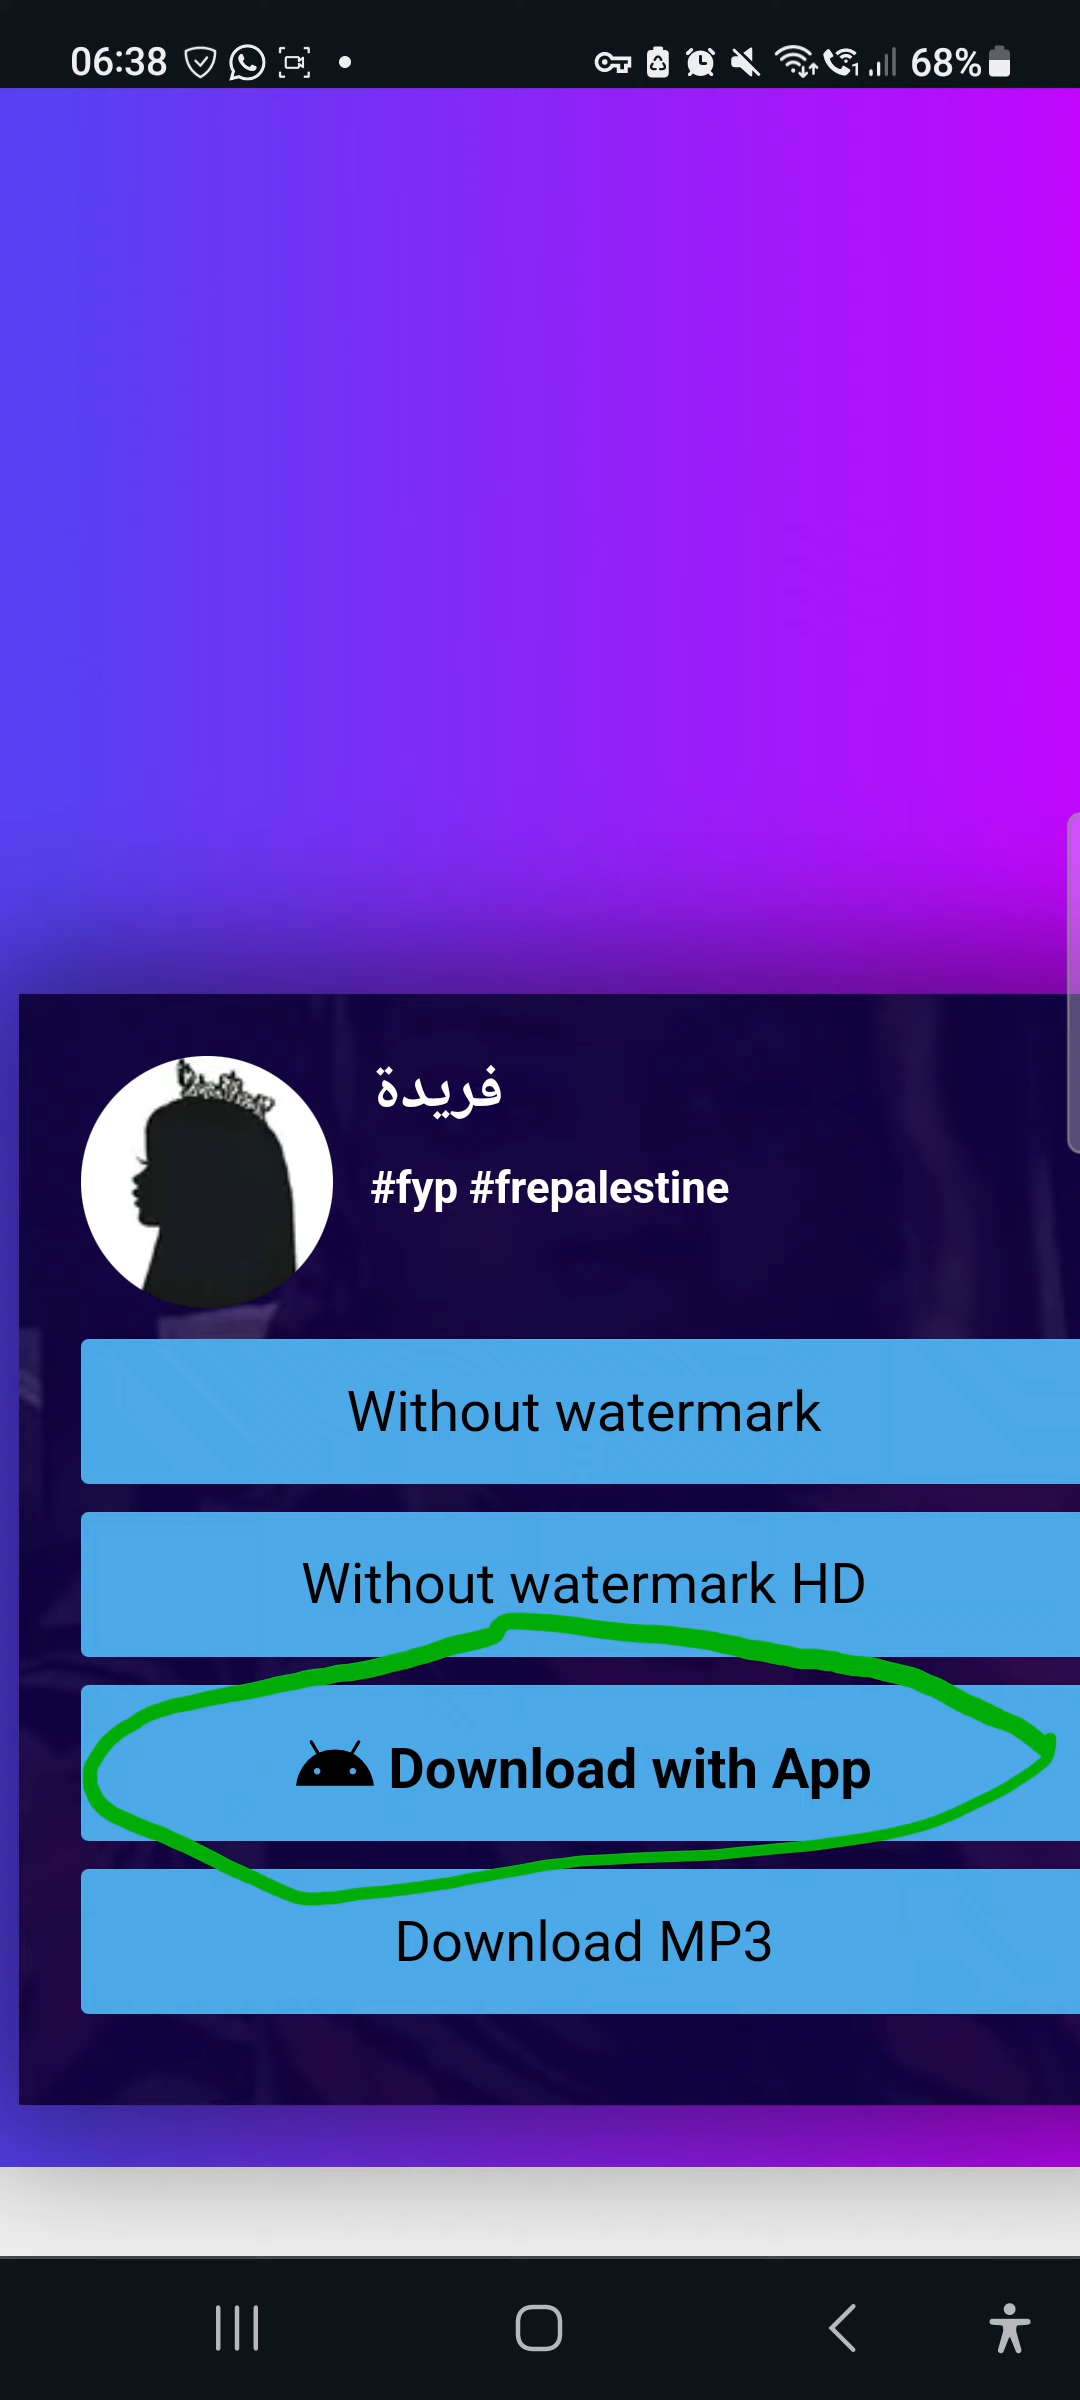 06:38
68%
فريدة
#fyp #frepalestine
Without watermark
Without watermark HD
Download with App
Download MP3